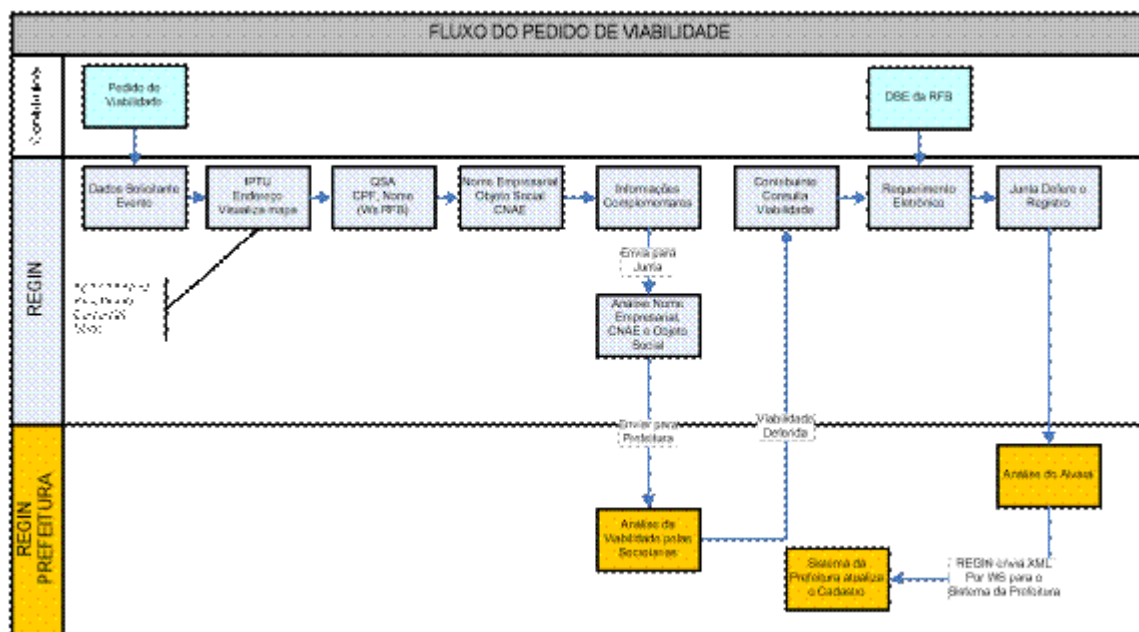 FLUXO DO PEDIDO DE VIABILIDADE
Pedido de
Viabilidade
DBE da RFB
REGIN
Dados Solicitante
Evento
IPTU
Endereço
Visualiza mapa
QSA
CPF, Nome
(Ws RFB)
Nome Empresarial
Objeto Social
CNAE
Informações
Complementares
Contribuinte
Consulta
Viabilidade
Requerimento
Eletrônico
Junta Defere o
Registro
Envia para
Junta
Análise Nome
Empresarial,
CNAE e Objeto
Social
Enviar para
Prefeitura
Viabilidade
Deferida
REGIN
PREFEITURA
Análise do Alvará
Análise da
Viabilidade pelas
Secretarias
Sistema da
Prefeitura atualiza
o Cadastro
REGIN envia XML
Por WS para o
Sistema da Prefeitura